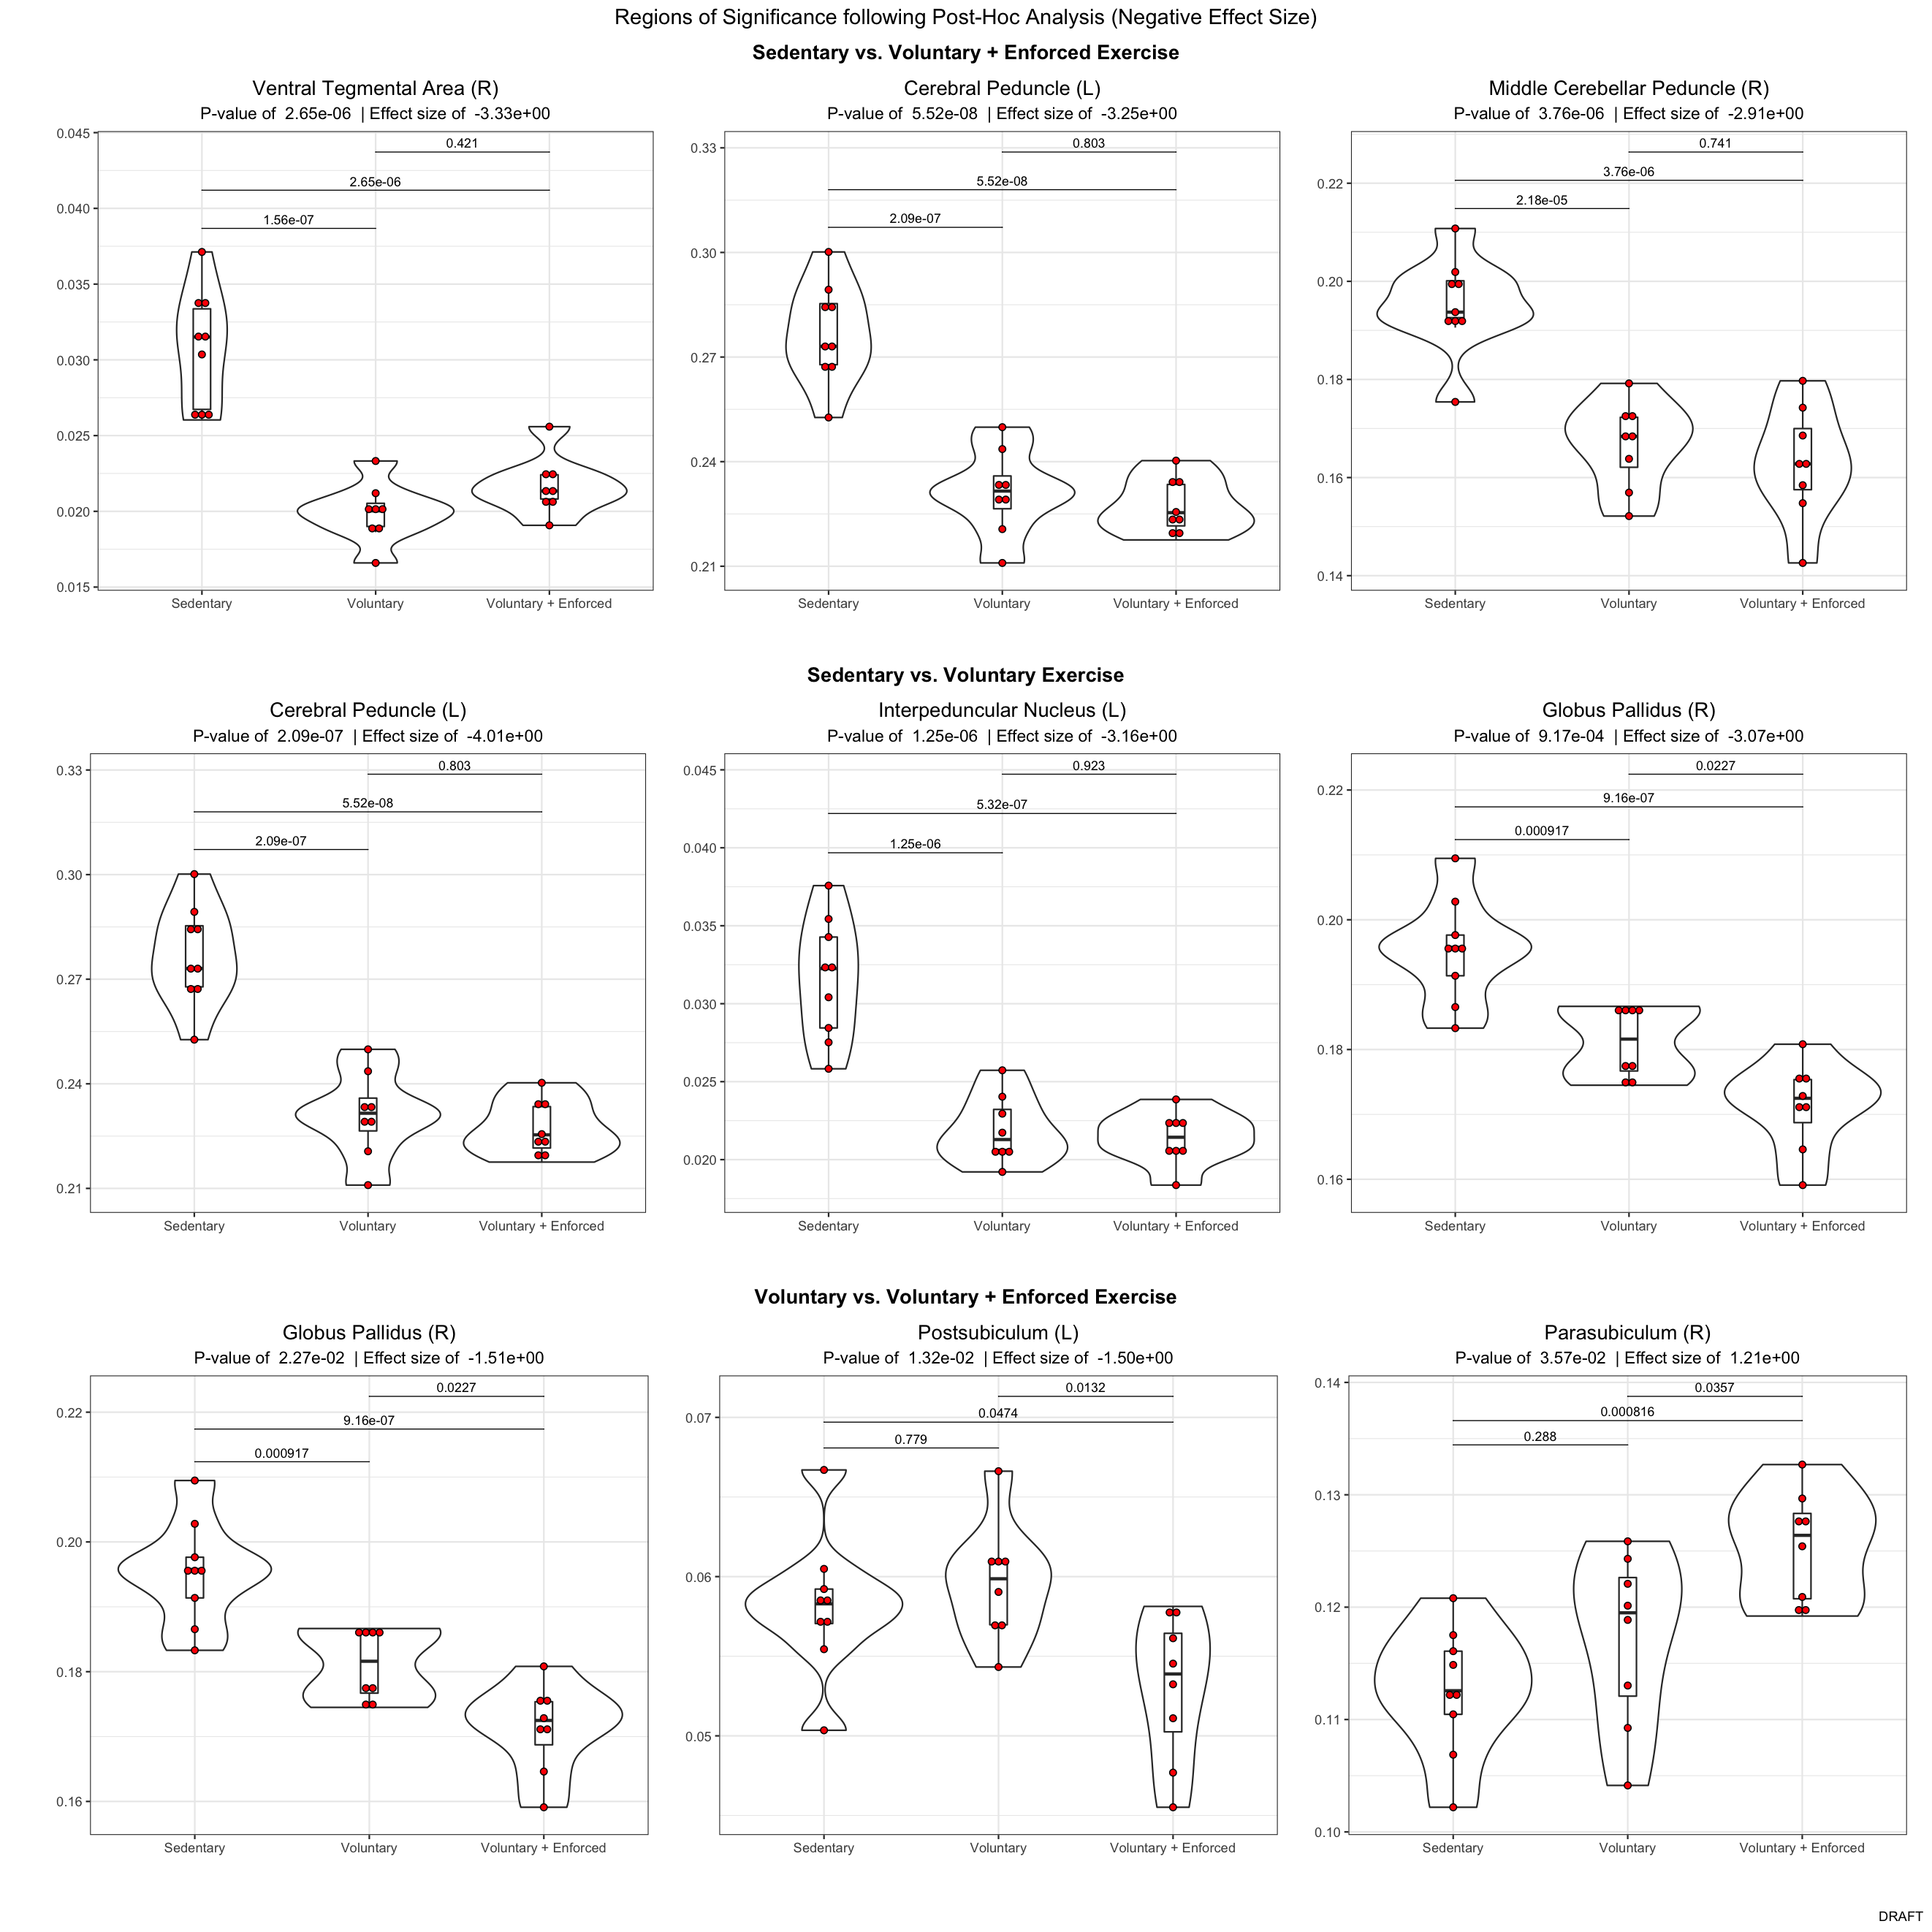 Regions of Significance following Post-Hoc Analysis (Negative Effect Size)
Sedentary vs. Voluntary + Enforced Exercise
Ventral Tegmental Area (R)
P-value of 2.65e-06 | Effect size of -3.33e+00
0.045
0.040
0.035
0.030
0.025
0.020
0.015
0.421
2.65e-06
1.56e-07
Sedentary Voluntary Voluntary + Enforced
Cerebral Peduncle (L)
P-value of 5.52e-08 | Effect size of -3.25e+00
0.33
0.30
0.27
0.24
0.21
0.803
5.52e-08
2.09e-07
Sedentary Voluntary Voluntary + Enforced
Middle Cerebellar Peduncle (R)
P-value of 3.76e-06 | Effect size of -2.91e+00
0.22
0.20
0.18
0.16
0.14
0.741
3.76e-06
2.18e-05
Sedentary Voluntary Voluntary + Enforced
Sedentary vs. Voluntary Exercise
Cerebral Peduncle (L)
P-value of 2.09e-07 | Effect size of -4.01e+00
0.33
0.30
0.27
0.24
0.21
0.803
5.52e-08
2.09e-07
Sedentary Voluntary Voluntary + Enforced
Interpeduncular Nucleus (L)
P-value of 1.25e-06 | Effect size of -3.16e+00
0.045
0.040
0.035
0.030
0.025
0.020
0.923
5.32e-07
1.25e-06
Sedentary Voluntary Voluntary + Enforced
Globus Pallidus (R)
P-value of 9.17e-04 | Effect size of -3.07e+00
0.22
0.20
0.18
0.16
0.0227
9.16e-07
0.000917
Sedentary Voluntary Voluntary + Enforced
Voluntary vs. Voluntary + Enforced Exercise
Globus Pallidus (R)
P-value of 2.27e-02 | Effect size of -1.51e+00
0.22
0.20
0.18
0.16
0.0227
9.16e-07
0.000917
Sedentary Voluntary Voluntary + Enforced
Postsubiculum (L)
P-value of 1.32e-02 | Effect size of -1.50e+00
0.07
0.06
0.05
0.0132
0.0474
0.779
Sedentary Voluntary Voluntary + Enforced
Parasubiculum (R)
P-value of 3.57e-02 | Effect size of 1.21e+00
0.14
0.13
0.12
0.11
0.10
0.0357
0.000816
0.288
Sedentary Voluntary Voluntary + Enforced
DRAFT